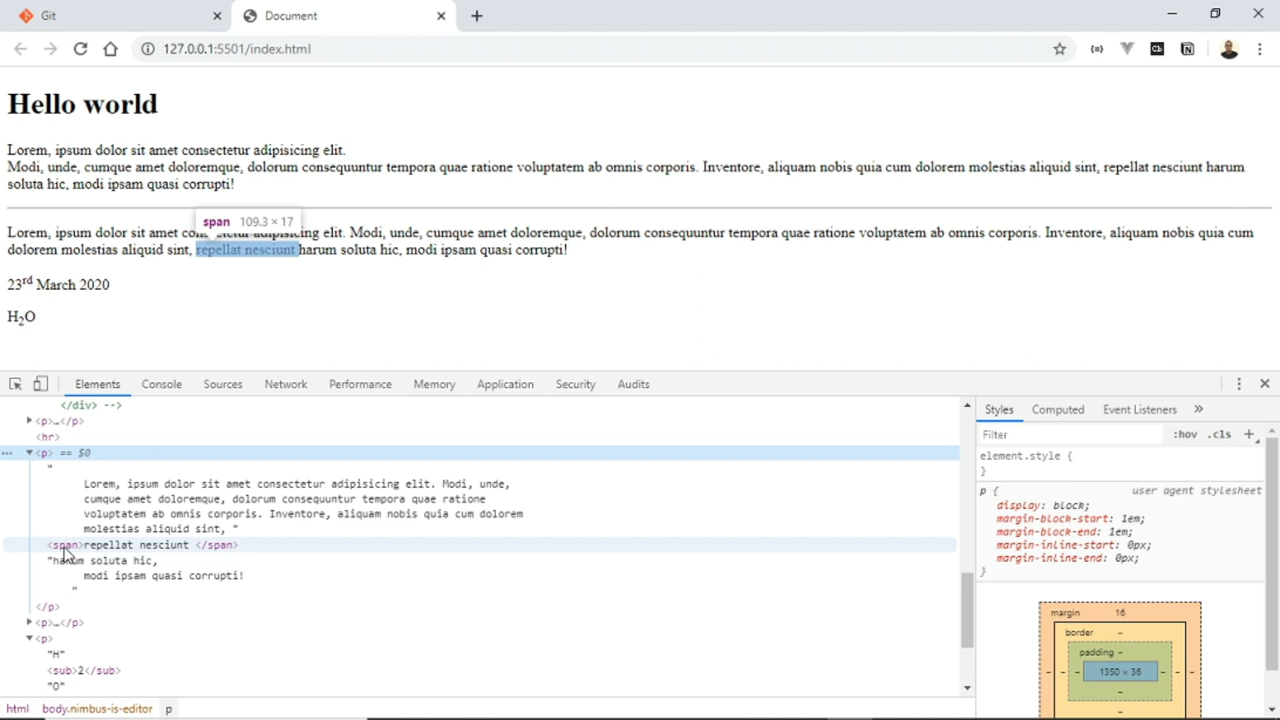 Git
Document
127.0.0.1:5501/index.html
Hello world
Lorem, ipsum dolor sit amet consectetur adipisicing elit.
Modi, unde, cumque amet doloremque, dolorum consequuntur tempora quae ratione voluptatem ab omnis corporis. Inventore, aliquam nobis quia cum dolorem molestias aliquid sint, repellat nesciunt harum
soluta hic, modi ipsam quasi corrupti!
span 109.3 × 17
Lorem, ipsum dolor sit amet consectetur adipisicing elit. Modi, unde, cumque amet doloremque, dolorum consequuntur tempora quae ratione voluptatem ab omnis corporis. Inventore, aliquam nobis quia cum
dolorem molestias aliquid sint, repellat nesciunt harum soluta hic, modi ipsam quasi corrupti!
23rd March 2020
H2O
Elements Console Sources Network Performance Memory Application Security Audits
</div> -->
<p>…</p>
<hr>
<p> == $0
"
Lorem, ipsum dolor sit amet consectetur adipisicing elit. Modi, unde,
cumque amet doloremque, dolorum consequuntur tempora quae ratione
voluptatem ab omnis corporis. Inventore, aliquam nobis quia cum dolorem
molestias aliquid sint, "
<span>repellat nesciunt </span>
"harum soluta hic,
modi ipsam quasi corrupti!
"
</p>
<p>…</p>
<p>
"H"
<sub>2</sub>
"O"
html body.nimbus-is-editor p
Styles Computed Event Listeners »
Filter :hov .cls +
element.style {
}
p { user agent stylesheet
display: block;
margin-block-start: 1em;
margin-block-end: 1em;
margin-inline-start: 0px;
margin-inline-end: 0px;
}
margin 16
border -
padding -
- - - 1350 × 36 - - -
-
-